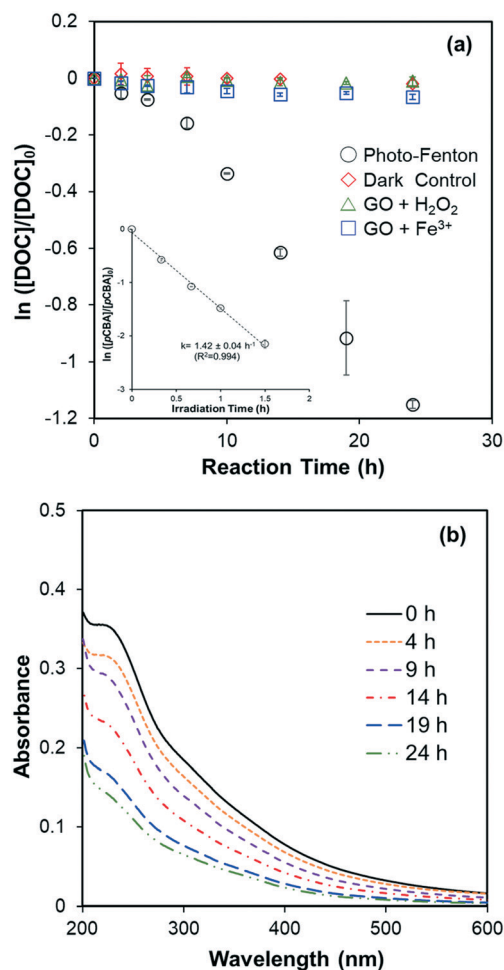 (a)
0.2
0
-0.2
-0.4
-0.6
-0.8
-1
-1.2
ln ([DOC]/[DOC]₀)
Photo-Fenton
Dark Control
GO + H₂O₂
GO + Fe³⁺
0
-1
-2
-3
ln ([pCBA]/[pCBA]₀)
k= 1.42 ± 0.04 h⁻¹
(R²=0.994)
0 0.5 1 1.5 2
Irradiation Time (h)
0 10 20 30
Reaction Time (h)
(b)
0.5
0.4
0.3
0.2
0.1
0
Absorbance
0 h
4 h
9 h
14 h
19 h
24 h
200 300 400 500 600
Wavelength (nm)